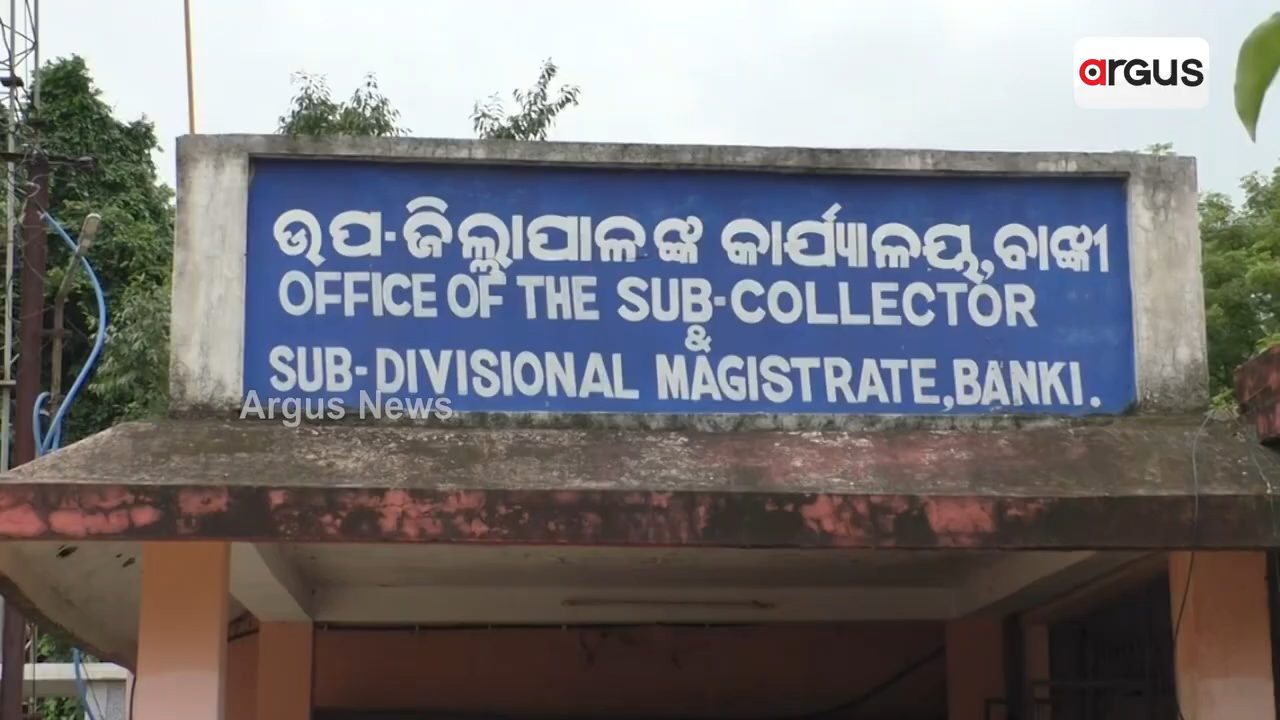 argus
ଉପ-ଜିଲ୍ଲାପାଳଙ୍କ କାର୍ଯ୍ୟାଳୟ,ବାଙ୍କୀ
OFFICE OF THE SUB-COLLECTOR
&
SUB-DIVISIONAL MAGISTRATE,BANKI.
Argus News